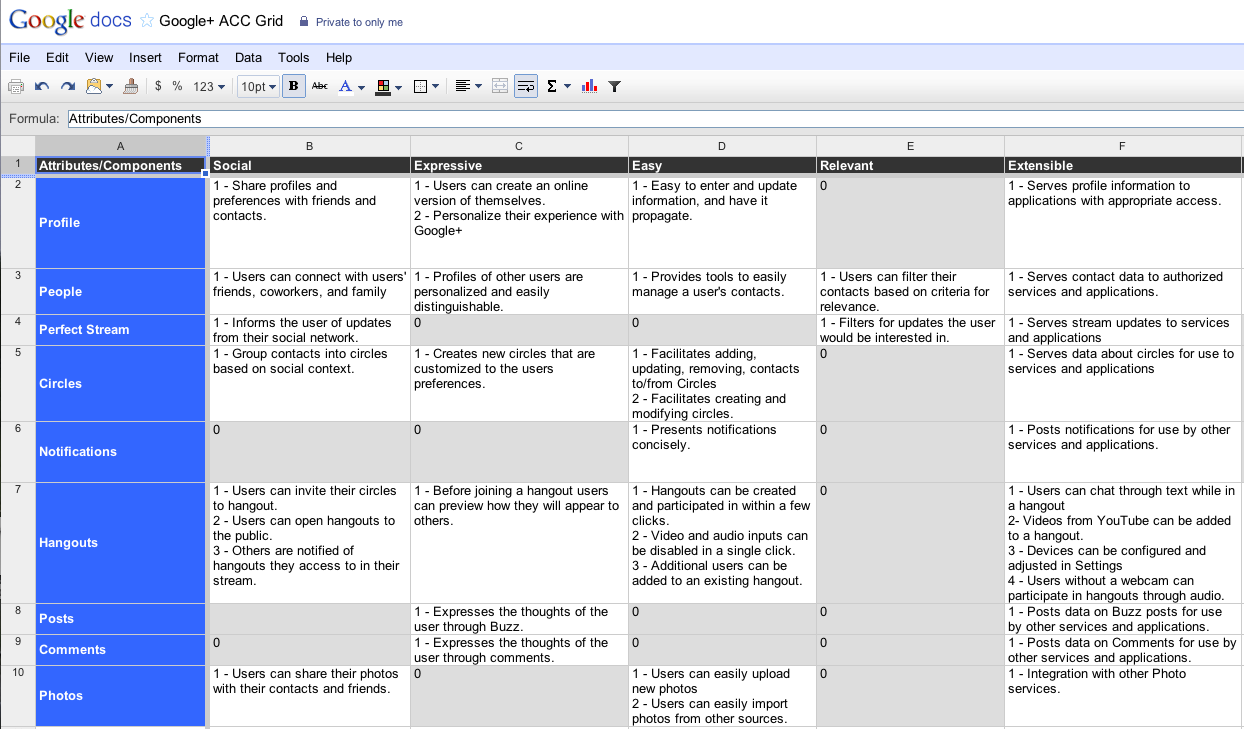 Google docs Google+ ACC Grid Private to only me
File Edit View Insert Format Data Tools Help
$ % 123 10pt B Abc A Σ
Formula: Attributes/Components
A B C D E F
1 Attributes/Components Social Expressive Easy Relevant Extensible
2
Profile
1 - Share profiles and
preferences with friends and
contacts.
1 - Users can create an online
version of themselves.
2 - Personalize their experience with
Google+
1 - Easy to enter and update
information, and have it
propagate.
0
1 - Serves profile information to
applications with appropriate access.
3
People
1 - Users can connect with users'
friends, coworkers, and family
1 - Profiles of other users are
personalized and easily
distinguishable.
1 - Provides tools to easily
manage a user's contacts.
1 - Users can filter their
contacts based on criteria for
relevance.
1 - Serves contact data to authorized
services and applications.
4
Perfect Stream
1 - Informs the user of updates
from their social network.
0
0
1 - Filters for updates the user
would be interested in.
1 - Serves stream updates to services
and applications
5
Circles
1 - Group contacts into circles
based on social context.
1 - Creates new circles that are
customized to the users
preferences.
1 - Facilitates adding,
updating, removing, contacts
to/from Circles
2 - Facilitates creating and
modifying circles.
0
1 - Serves data about circles for use to
services and applications
6
Notifications
0
0
1 - Presents notifications
concisely.
0
1 - Posts notifications for use by other
services and applications.
7
Hangouts
1 - Users can invite their circles
to hangout.
2 - Users can open hangouts to
the public.
3 - Others are notified of
hangouts they access to in their
stream.
1 - Before joining a hangout users
can preview how they will appear to
others.
1 - Hangouts can be created
and participated in within a few
clicks.
2 - Video and audio inputs can
be disabled in a single click.
3 - Additional users can be
added to an existing hangout.
0
1 - Users can chat through text while in
a hangout
2- Videos from YouTube can be added
to a hangout.
3 - Devices can be configured and
adjusted in Settings
4 - Users without a webcam can
participate in hangouts through audio.
8
Posts
1 - Expresses the thoughts of the
user through Buzz.
0
0
1 - Posts data on Buzz posts for use
by other services and applications.
9
Comments
0
1 - Expresses the thoughts of the
user through comments.
0
0
1 - Posts data on Comments for use by
other services and applications.
10
Photos
1 - Users can share their photos
with their contacts and friends.
0
1 - Users can easily upload
new photos
2 - Users can easily import
photos from other sources.
0
1 - Integration with other Photo
services.